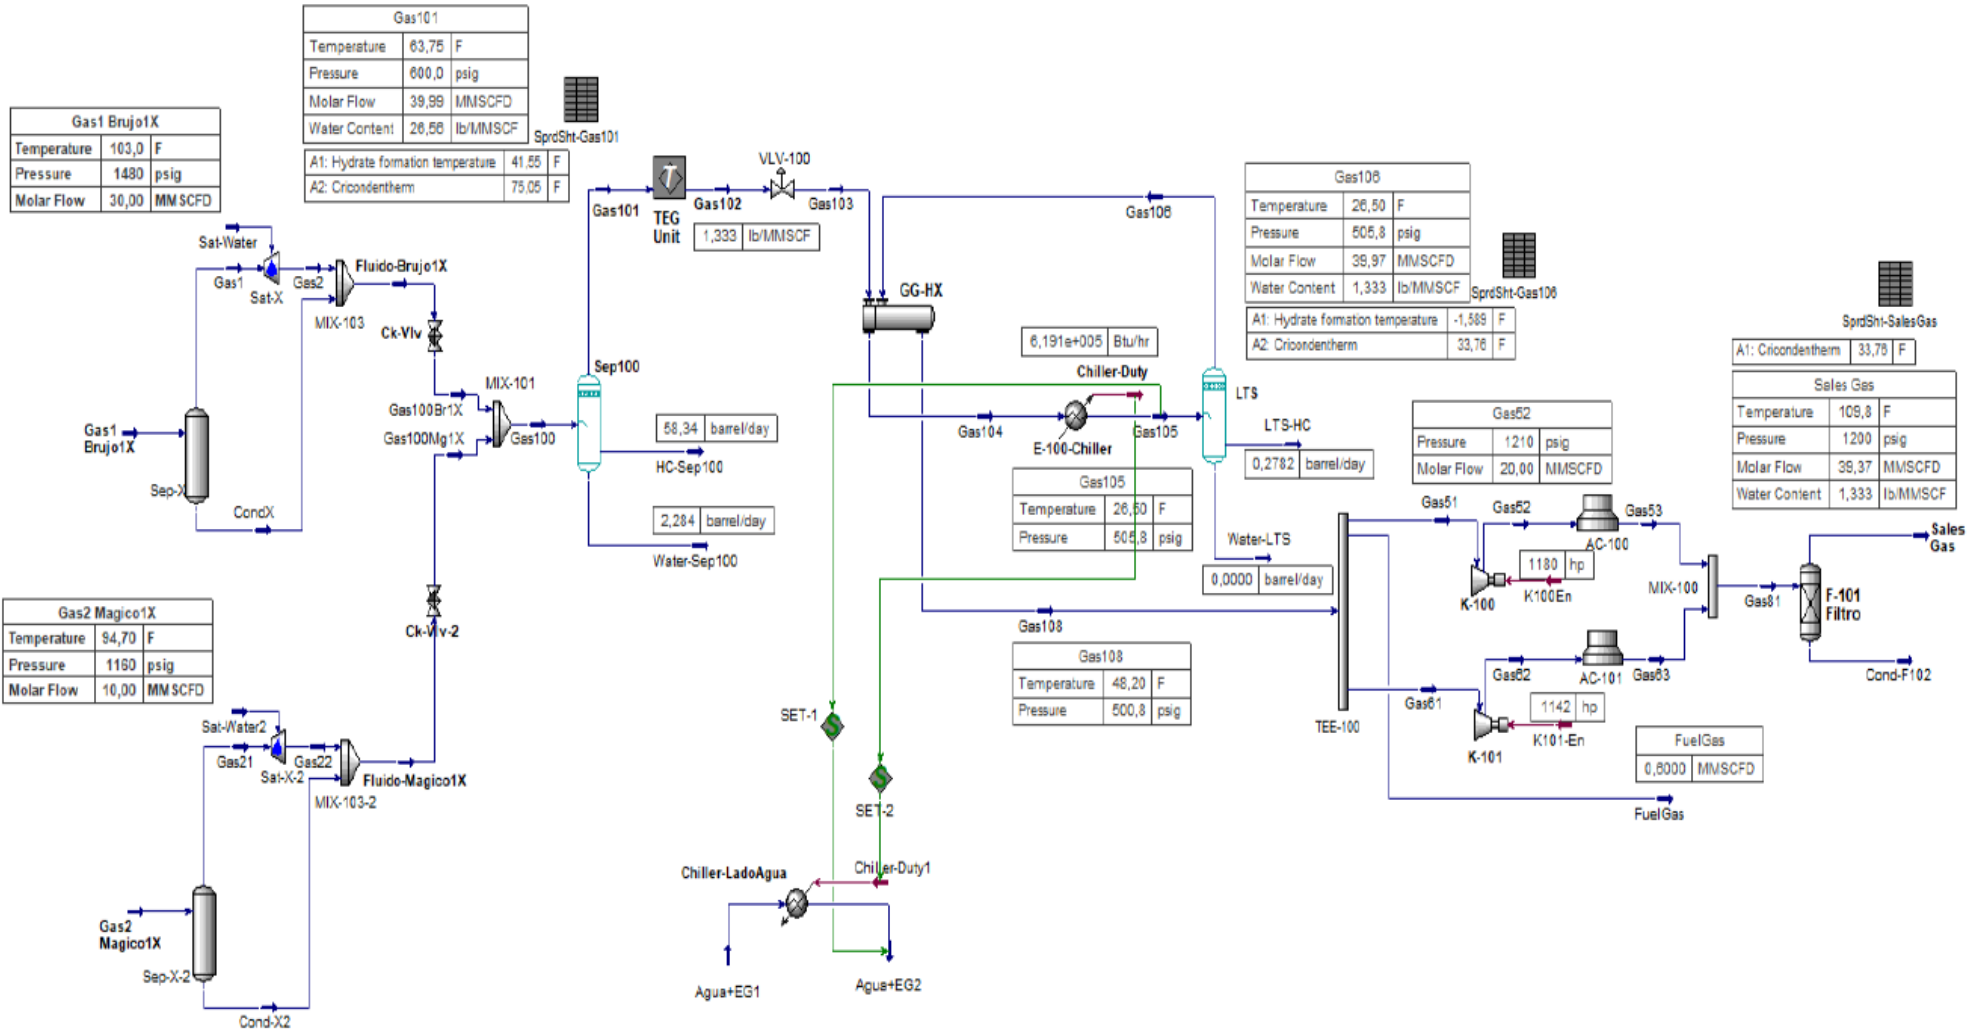 Gas101
Temperature 63,75 F
Pressure 600,0 psig
Molar Flow 39,99 MMSCFD
Water Content 26,56 lb/MMSCF
SprdSht-Gas101
A1: Hydrate formation temperature 41,55 F
A2: Cricondentherm 75,05 F
Gas1 Brujo1X
Temperature 103,0 F
Pressure 1480 psig
Molar Flow 30,00 MMSCFD
Sat-Water
Gas1
Sat-X
Gas2
Fluido-Brujo1X
MIX-103
Ck-Vlv
Gas1
Brujo1X
Sep-X
CondX
Gas100Br1X
Gas100Mg1X
MIX-101
Gas100
Sep100
58,34 barrel/day
HC-Sep100
2,284 barrel/day
Water-Sep100
Gas101
TEG
Unit
Gas102
1,333 lb/MMSCF
VLV-100
Gas103
GG-HX
Gas106
Gas106
Temperature 26,50 F
Pressure 505,8 psig
Molar Flow 39,97 MMSCFD
Water Content 1,333 lb/MMSCF
SprdSht-Gas106
A1: Hydrate formation temperature -1,589 F
A2: Cricondentherm 33,76 F
6,191e+005 Btu/hr
Chiller-Duty
Gas104
E-100-Chiller
Gas105
LTS
LTS-HC
0,2782 barrel/day
Gas105
Temperature 26,50 F
Pressure 505,8 psig
Water-LTS
0,0000 barrel/day
Gas108
Gas108
Temperature 48,20 F
Pressure 500,8 psig
SprdSht-SalesGas
A1: Cricondentherm 33,76 F
Sales Gas
Temperature 109,8 F
Pressure 1200 psig
Molar Flow 39,37 MMSCFD
Water Content 1,333 lb/MMSCF
Gas52
Pressure 1210 psig
Molar Flow 20,00 MMSCFD
Gas51
Gas52
Gas53
AC-100
1180 hp
K-100
K100En
MIX-100
Gas81
F-101
Filtro
Sales
Gas
Cond-F102
Gas61
Gas62
AC-101
Gas63
1142 hp
K-101
K101-En
TEE-100
FuelGas
0,6000 MMSCFD
FuelGas
Gas2 Magico1X
Temperature 94,70 F
Pressure 1160 psig
Molar Flow 10,00 MMSCFD
Ck-Vlv-2
Sat-Water2
Gas21
Sat-X-2
Gas22
MIX-103-2
Fluido-Magico1X
Gas2
Magico1X
Sep-X-2
Cond-X2
SET-1
SET-2
Chiller-LadoAgua
Chiller-Duty1
Agua+EG1
Agua+EG2